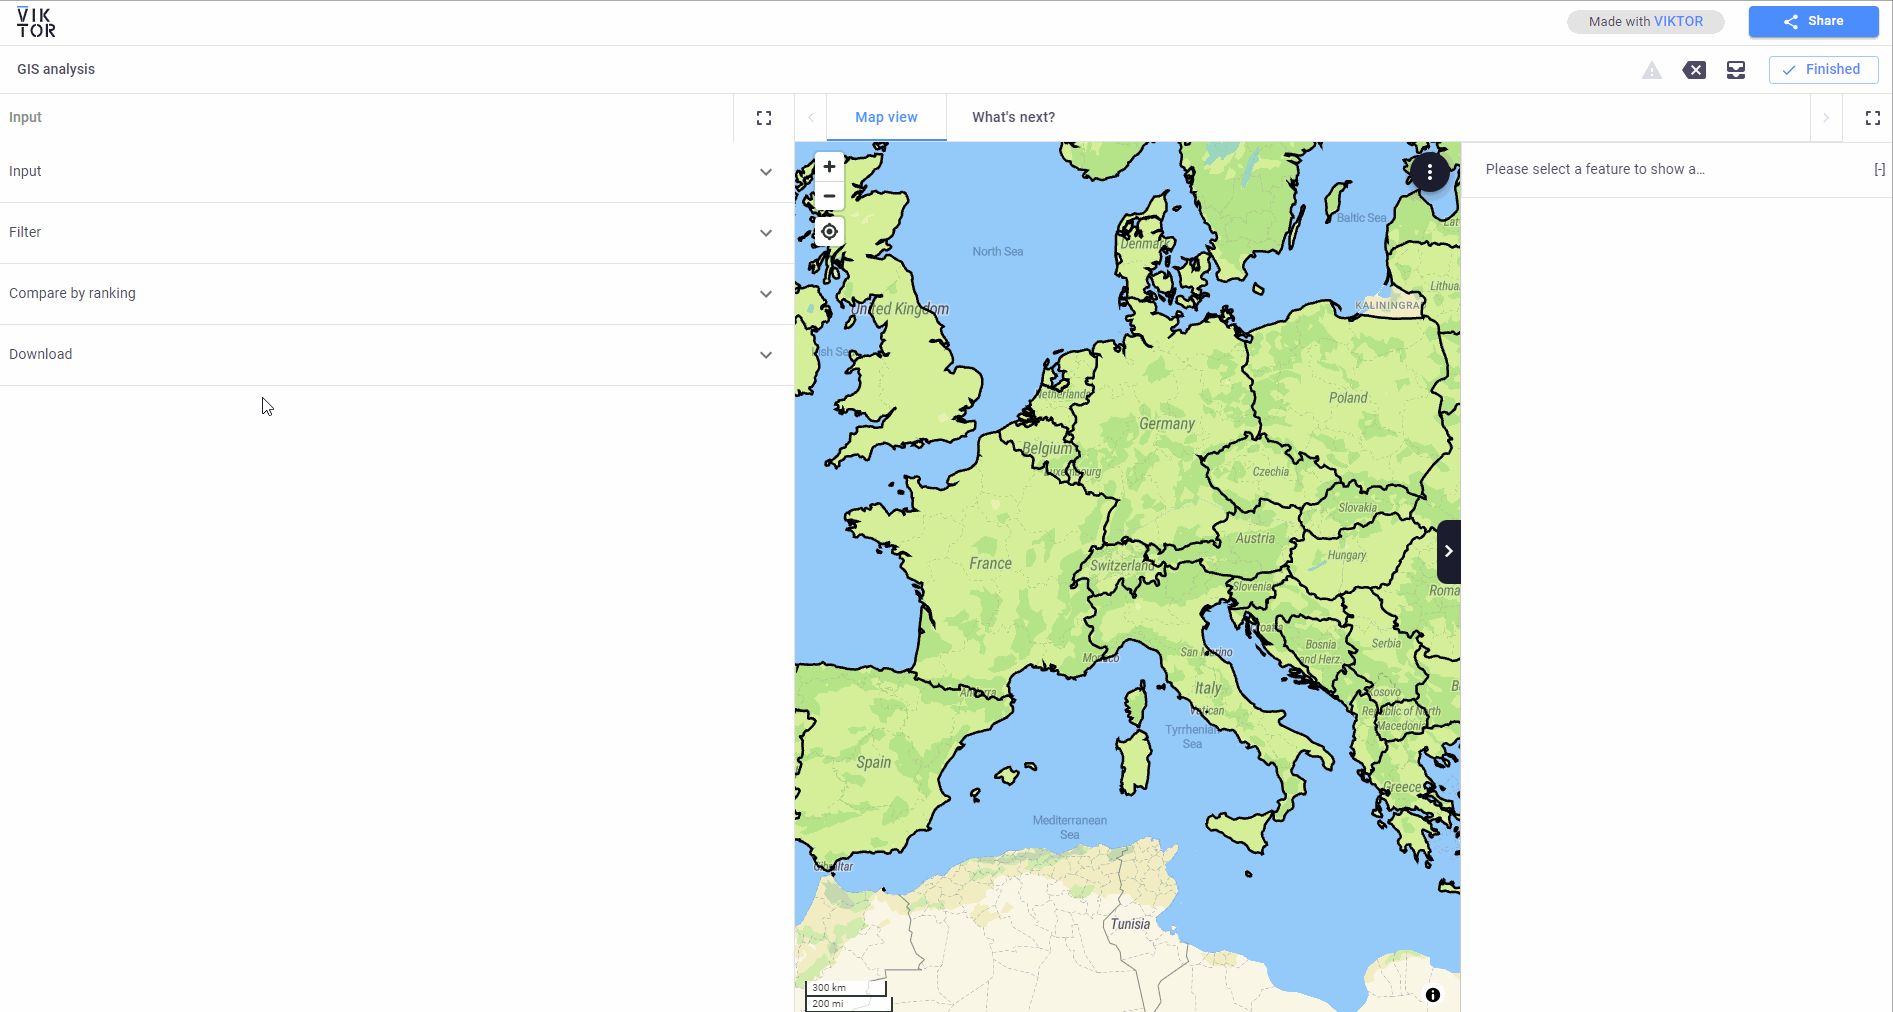 VIK
TOR
Made with VIKTOR
Share
GIS analysis
Finished
Input
Map view
What's next?
Input
Filter
Compare by ranking
Download
Please select a feature to show a...
[-]
North Sea
Baltic Sea
Denmark
Lat
Lithua
KALININGRA
United Kingdom
ish Sea
Netherlands
Poland
Germany
Belgium
Luxembourg
Czechia
Slovakia
Austria
Hungary
France
Switzerland
Slovenia
Roma
Croatia
Bosnia
and Herz.
Serbia
Monaco
San Marino
Andorra
Italy
Kosovo
B
Vatican
Republic of North
Macedonia
Tyrrhenian
Sea
Spain
Greece
Mediterranean
Sea
Gibraltar
Tunisia
300 km
200 mi